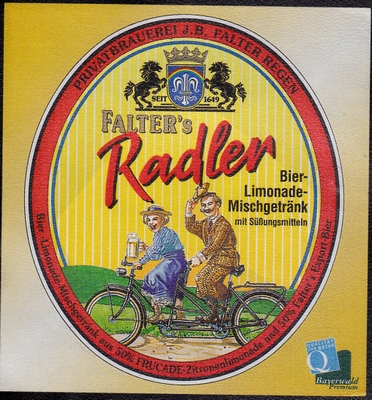 PRIVATBRAUEREI J.B. FALTER REGEN
SEIT 1649
FALTER's
Radler
Bier-
Limonade-
Mischgetränk
mit Süßungsmitteln
Bier-Limonade-Mischgetränk aus 50% FRUCADE-Zitronenlimonade und 50% Falter Export-Bier
Q
Bayerwald
Premium